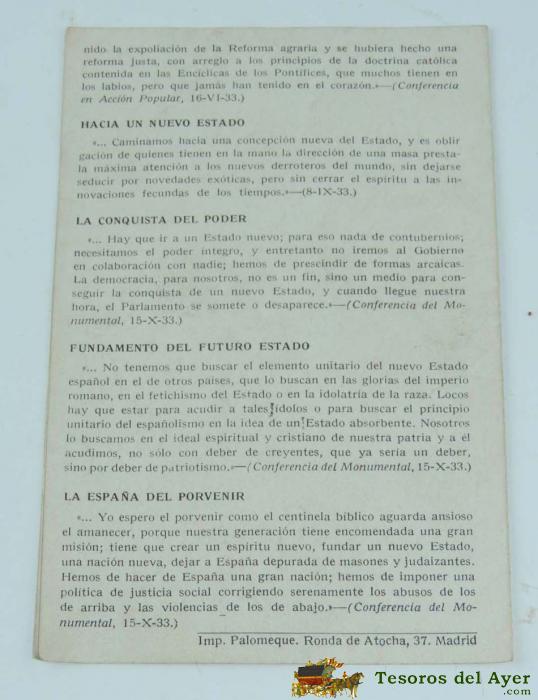 nido la expoliación de la Reforma agraria y se hubiera hecho una
reforma justa, con arreglo a los principios de la doctrina católica
contenida en las Encíclicas de los Pontífices, que muchos tienen en
los labios, pero que jamás han tenido en el corazón.»—(Conferencia
en Acción Popular, 16-VI-33.)
HACIA UN NUEVO ESTADO
«... Caminamos hacia una concepción nueva del Estado, y es oblir
gación de quienes tienen en la mano la dirección de una masa presta-
la máxima atención a los nuevos derroteros del mundo, sin dejarse
seducir por novedades exóticas, pero sin cerrar el espíritu a las in-
novaciones fecundas de los tiempos.»—(8-IX-33.)
LA CONQUISTA DEL PODER
«... Hay que ir a un Estado nuevo; para eso nada de contubernios;
necesitamos el poder íntegro, y entretanto no iremos al Gobierno
en colaboración con nadie; hemos de prescindir de formas arcaicas.
La democracia, para nosotros, no es un fin, sino un medio para con-
seguir la conquista de un nuevo Estado, y cuando llegue nuestra
hora, el Parlamento se somete o desaparece.»—(Conferencia del Mo-
numental, 15-X-33.)
FUNDAMENTO DEL FUTURO ESTADO
«... No tenemos que buscar el elemento unitario del nuevo Estado
español en el de otros países, que lo buscan en las glorias del imperio
romano, en el fetichismo del Estado o en la idolatría de la raza. Locos
hay que estar para acudir a tales ídolos o para buscar el principio
unitario del españolismo en la idea de un Estado absorbente. Nosotros
lo buscamos en el ideal espiritual y cristiano de nuestra patria y a él
acudimos, no sólo con deber de creyentes, que ya sería un deber,
sino por deber de patriotismo.»—(Conferencia del Monumental, 15-X-33.)
LA ESPAÑA DEL PORVENIR
«... Yo espero el porvenir como el centinela bíblico aguarda ansioso
el amanecer, porque nuestra generación tiene encomendada una gran
misión; tiene que crear un espíritu nuevo, fundar un nuevo Estado,
una nación nueva, dejar a España depurada de masones y judaizantes.
Hemos de hacer de España una gran nación; hemos de imponer una
política de justicia social corrigiendo serenamente los abusos de los
de arriba y las violencias de los de abajo.»—(Conferencia del Mo-
numental, 15-X-33.)
Imp. Palomeque. Ronda de Atocha, 37. Madrid
Tesoros del Ayer
.com